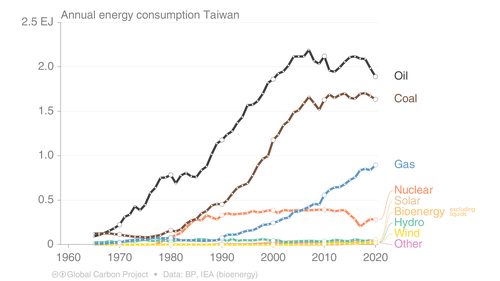 Annual energy consumption Taiwan
2.5 EJ
2.0
1.5
1.0
0.5
0
1960
1970
1980
1990
2000
2010
2020
Oil
Coal
Gas
Nuclear
Solar
Bioenergy excluding liquids
Hydro
Wind
Other
Global Carbon Project • Data: BP, IEA (bioenergy)